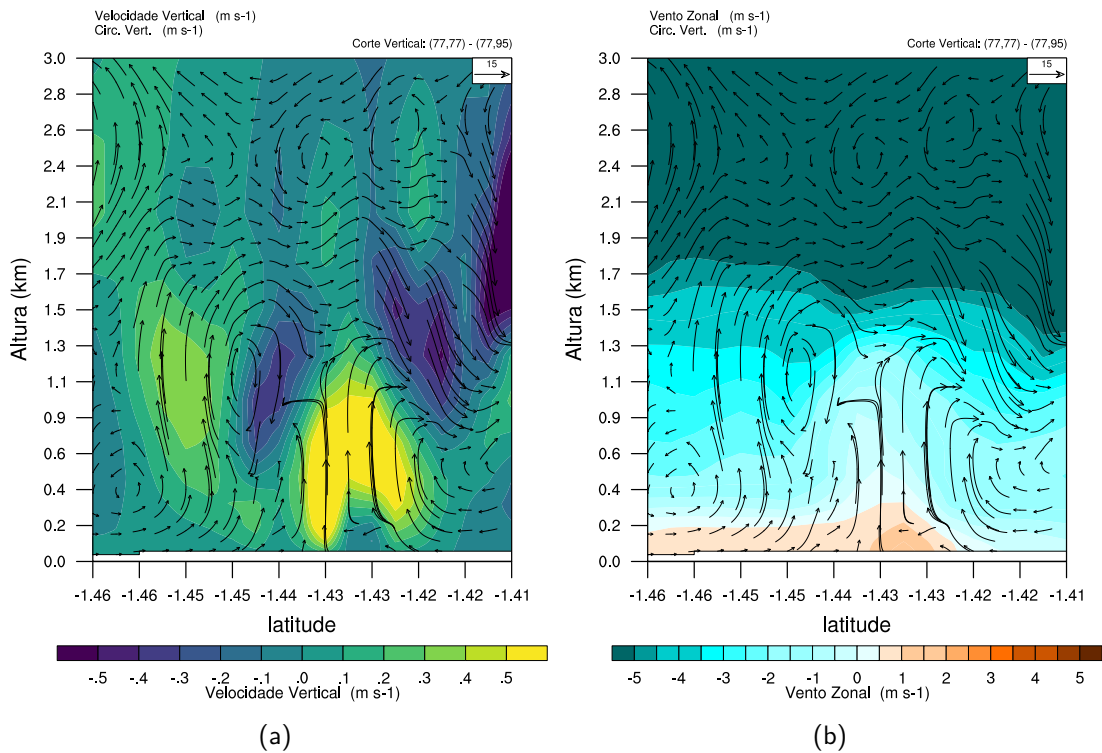 Velocidade Vertical (m s-1)
Circ. Vert. (m s-1)
Corte Vertical: (77,77) - (77,95)
15
3.0
2.8
2.6
2.4
2.1
1.9
1.7
1.5
1.3
1.1
0.9
0.6
0.4
0.2
0.0
Altura (km)
-1.46 -1.46 -1.45 -1.45 -1.44 -1.43 -1.43 -1.42 -1.42 -1.41
latitude
-.5 -.4 -.3 -.2 -.1 .0 .1 .2 .3 .4 .5
Velocidade Vertical (m s-1)
(a)
Vento Zonal (m s-1)
Circ. Vert. (m s-1)
Corte Vertical: (77,77) - (77,95)
15
3.0
2.8
2.6
2.4
2.1
1.9
1.7
1.5
1.3
1.1
0.9
0.6
0.4
0.2
0.0
Altura (km)
-1.46 -1.46 -1.45 -1.45 -1.44 -1.43 -1.43 -1.42 -1.42 -1.41
latitude
-5 -4 -3 -2 -1 0 1 2 3 4 5
Vento Zonal (m s-1)
(b)